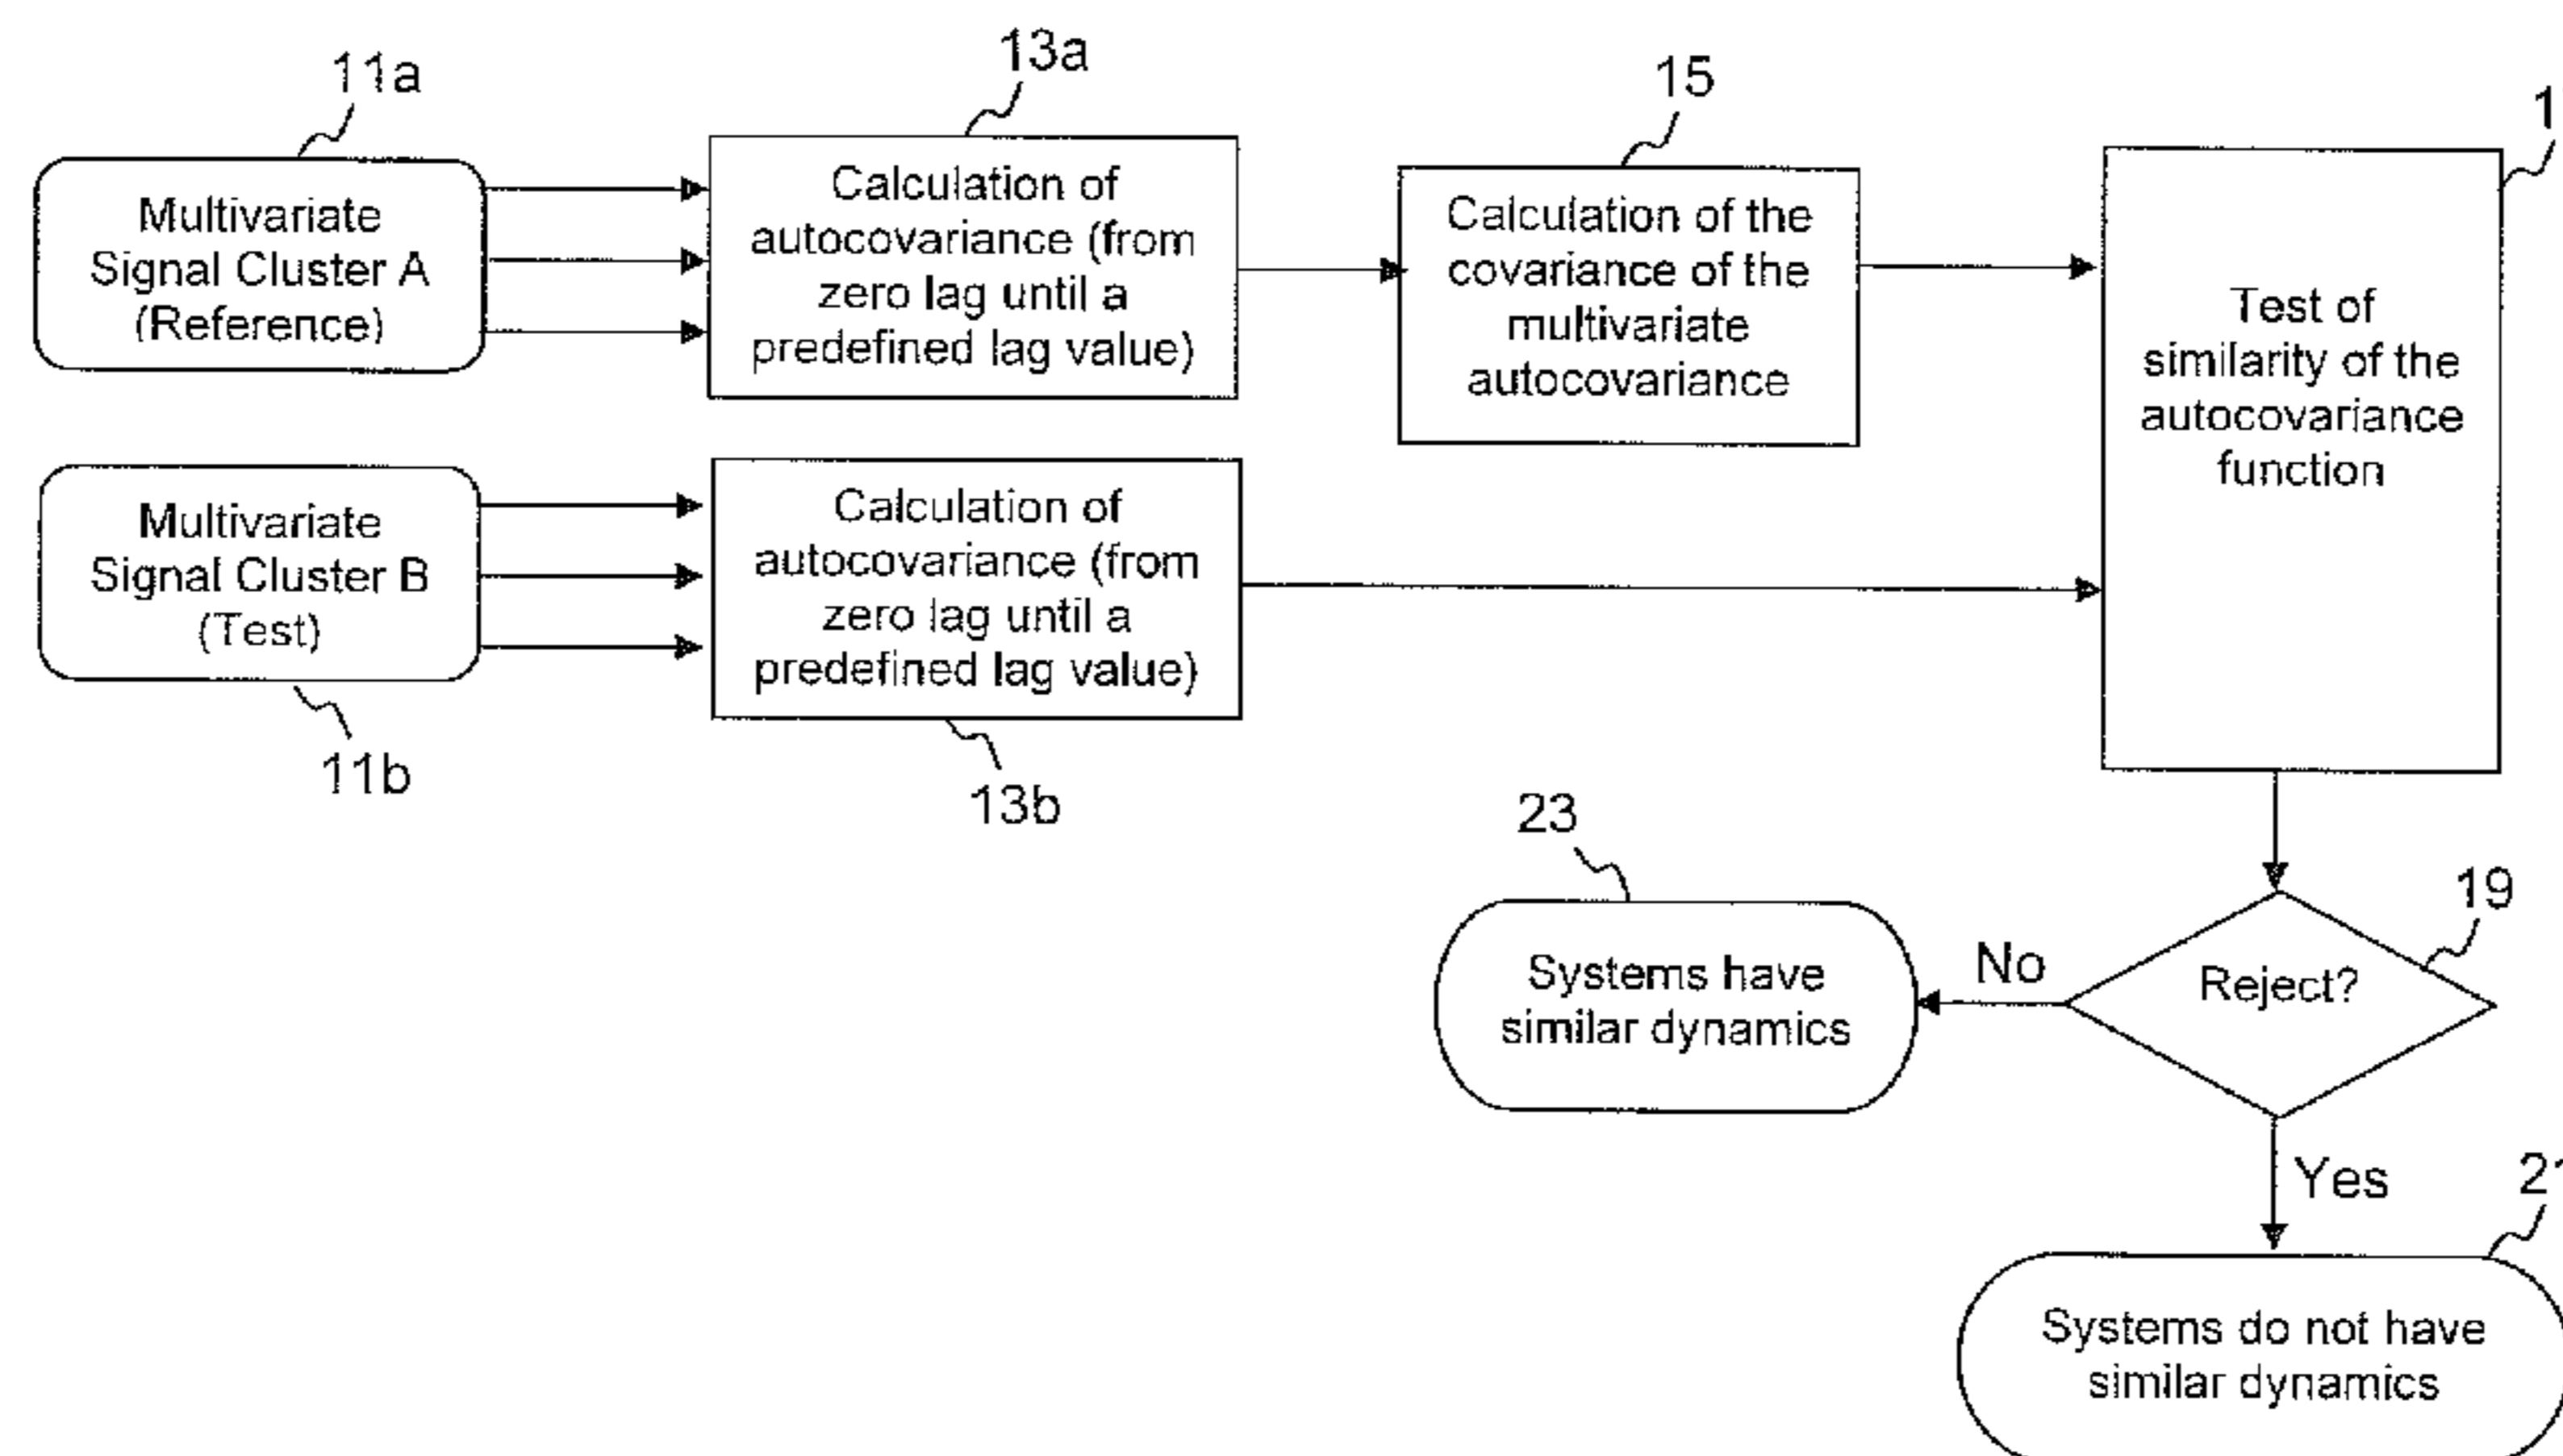 11a
Multivariate
Signal Cluster A
(Reference)
13a
Calculation of
autocovariance (from
zero lag until a
predefined lag value)
15
Calculation of the
covariance of the
multivariate
autocovariance
1
Test of
similarity of the
autocovariance
function
Multivariate
Signal Cluster B
(Test)
11b
Calculation of
autocovariance (from
zero lag until a
predefined lag value)
13b
23
Systems have
similar dynamics
No
19
Reject?
Yes
21
Systems do not have
similar dynamics